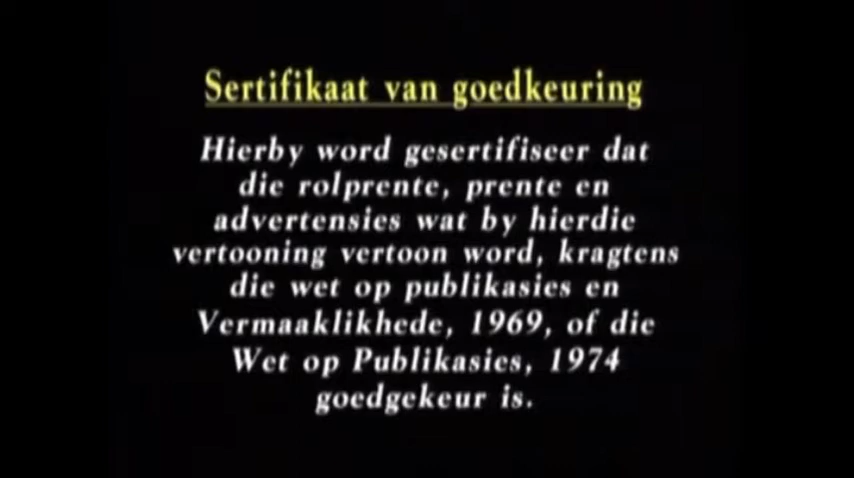 Sertifikaat van goedkeuring
Hierby word gesertifiseer dat
die rolprente, prente en
advertensies wat by hierdie
vertooning vertoon word, kragtens
die wet op publikasies en
Vermaaklikhede, 1969, of die
Wet op Publikasies, 1974
goedgekeur is.